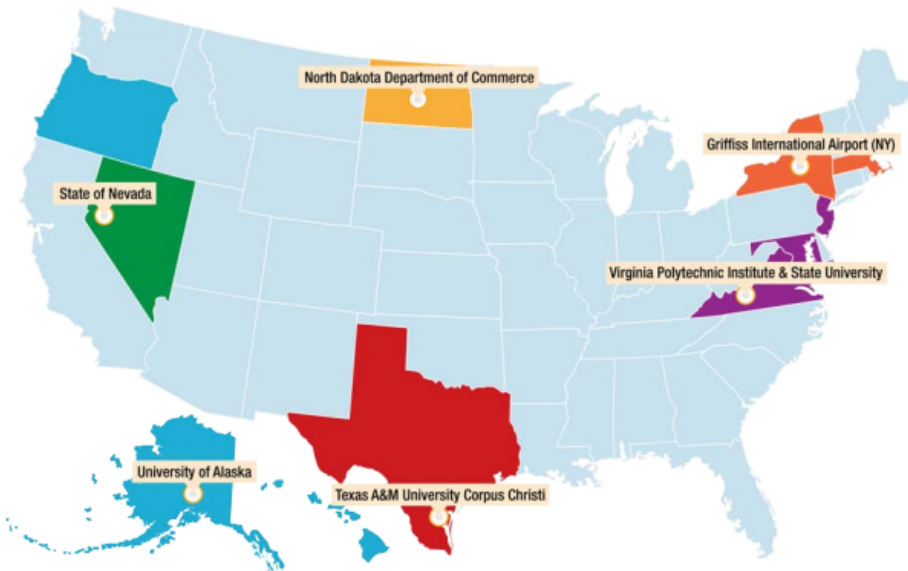 North Dakota Department of Commerce
Griffiss International Airport (NY)
State of Nevada
Virginia Polytechnic Institute & State University
University of Alaska
Texas A&M University Corpus Christi